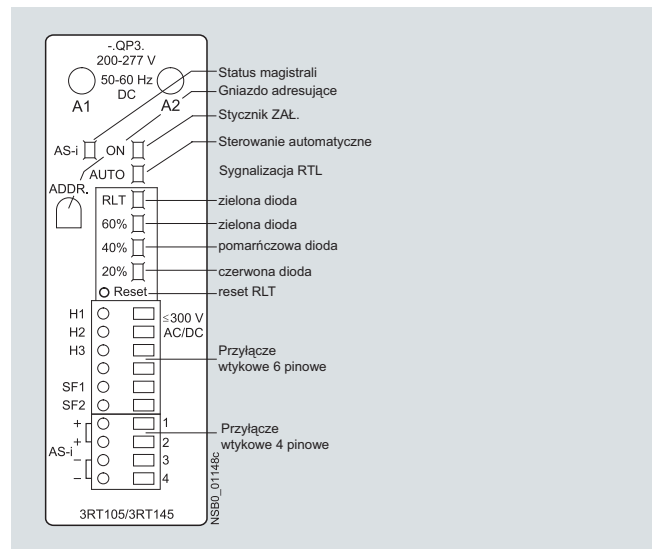 -.QP3.
200-277 V
50-60 Hz
DC
A1
A2
Status magistrali
Gniazdo adresujące
Stycznik ZAŁ.
AS-i
ON
Sterowanie automatyczne
AUTO
Sygnalizacja RTL
ADDR.
RLT
zielona dioda
60%
zielona dioda
40%
pomarńczowa dioda
20%
czerwona dioda
Reset
reset RLT
H1
≤300 V
H2
AC/DC
H3
Przyłącze
wtykowe 6 pinowe
SF1
SF2
+
1
Przyłącze
wtykowe 4 pinowe
+
2
AS-i
–
3
–
4
3RT105/3RT145
NSB0_01148c